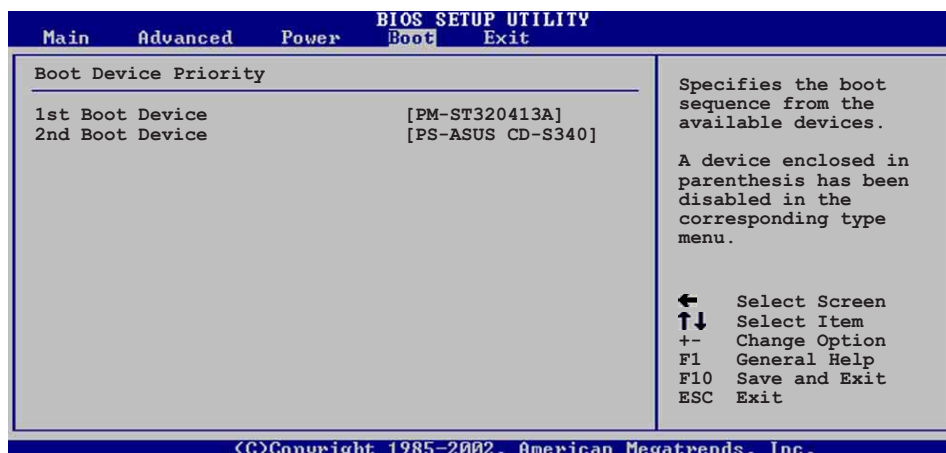 BIOS SETUP UTILITY
Main Advanced Power Boot Exit
Boot Device Priority
1st Boot Device [PM-ST320413A]
2nd Boot Device [PS-ASUS CD-S340]
Specifies the boot
sequence from the
available devices.
A device enclosed in
parenthesis has been
disabled in the
corresponding type
menu.
← Select Screen
↑↓ Select Item
+- Change Option
F1 General Help
F10 Save and Exit
ESC Exit
(C)Copyright 1985-2002, American Megatrends, Inc.